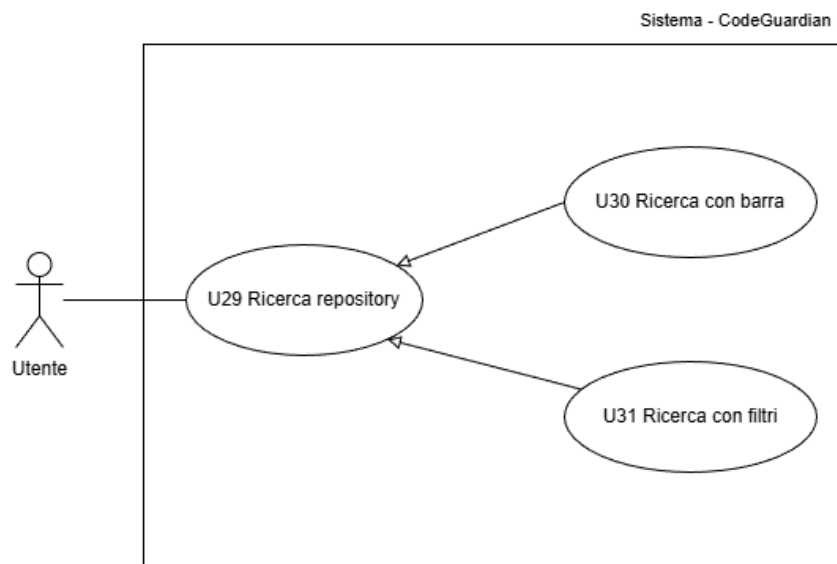 Sistema - CodeGuardian
U30 Ricerca con barra
U29 Ricerca repository
Utente
U31 Ricerca con filtri